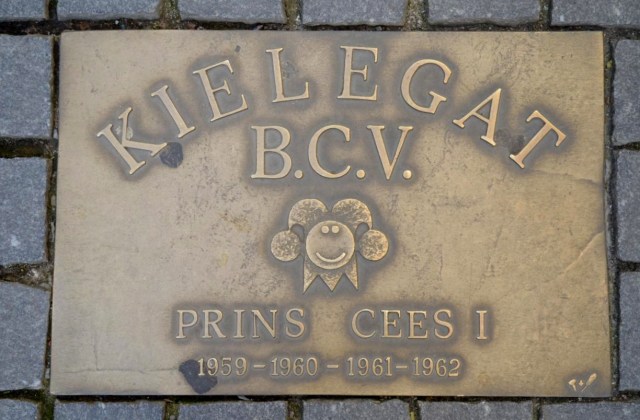 KIELEGAT
B.C.V.
PRINS CEES I
1959-1960-1961-1962